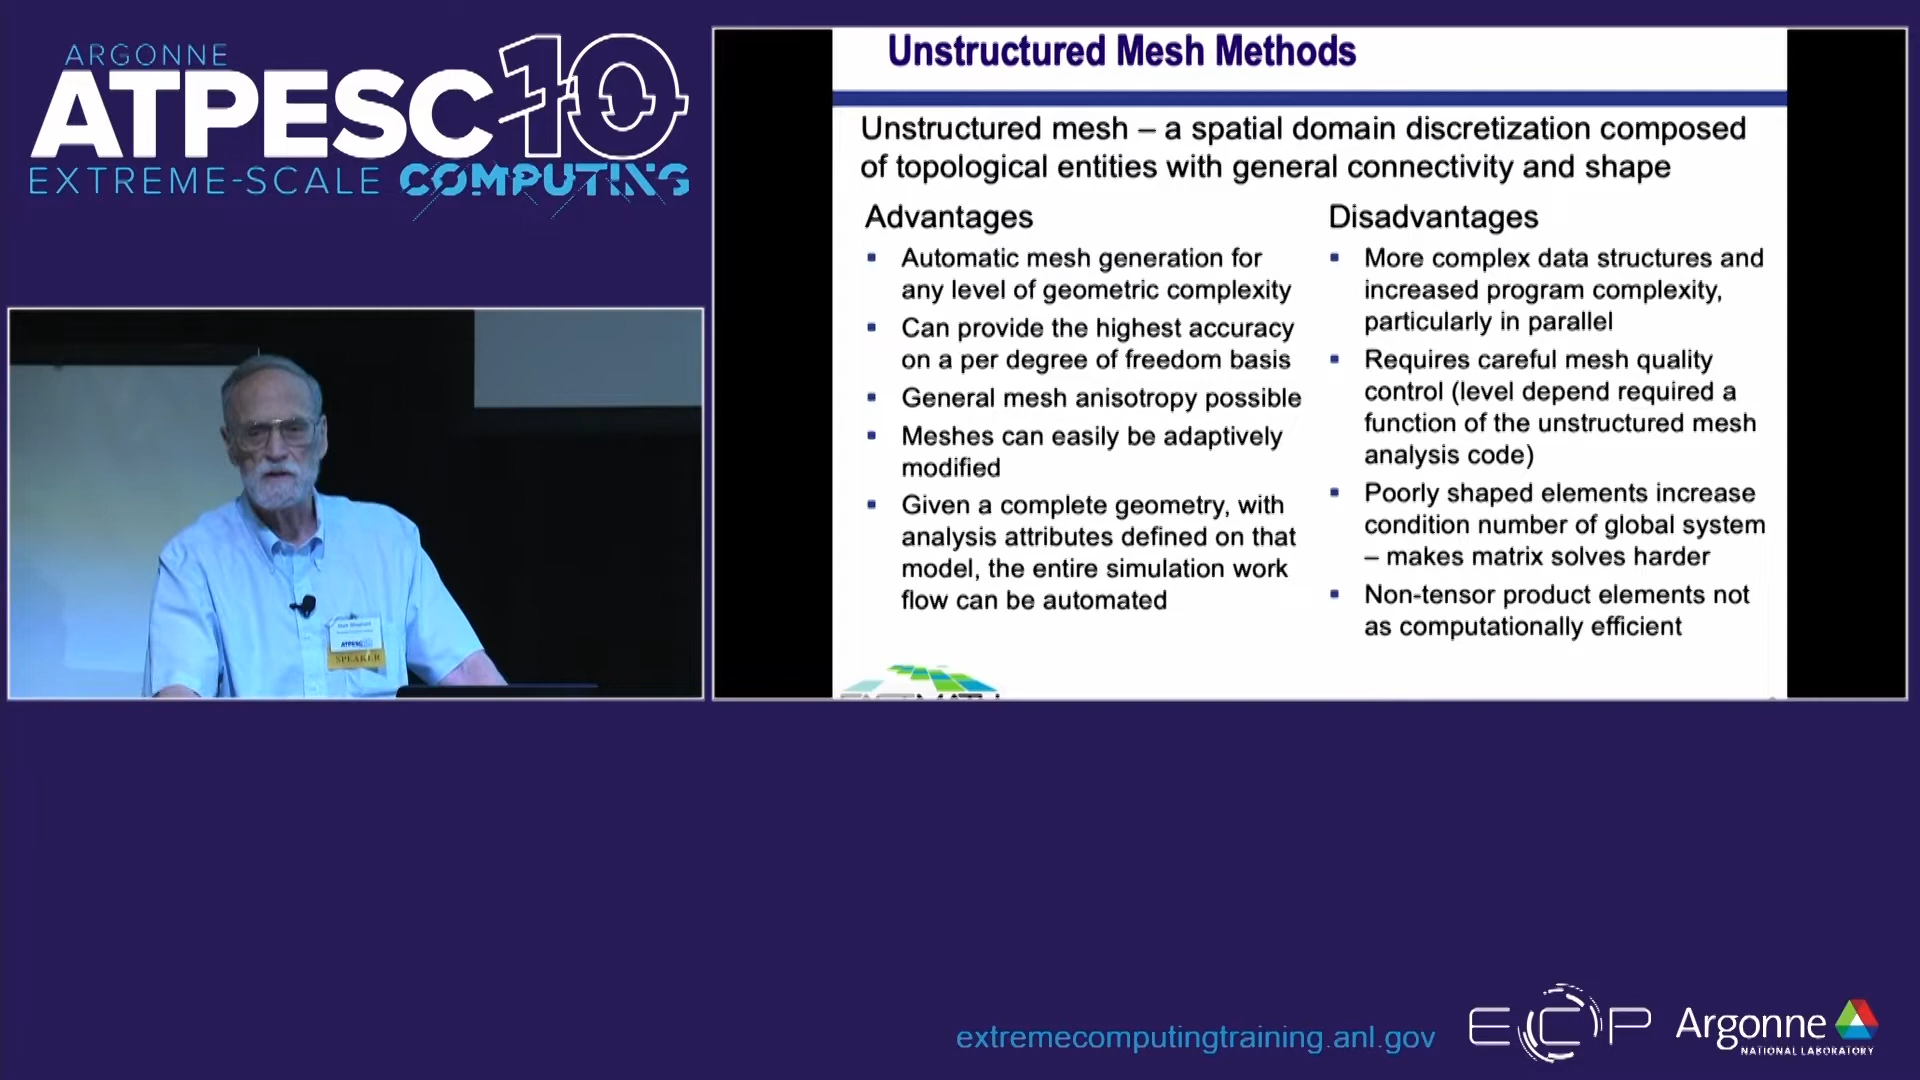 ARGONNE
ATPESC10
EXTREME-SCALE COMPUTING
Unstructured Mesh Methods
Unstructured mesh – a spatial domain discretization composed
of topological entities with general connectivity and shape
Advantages
Automatic mesh generation for
any level of geometric complexity
Can provide the highest accuracy
on a per degree of freedom basis
General mesh anisotropy possible
Meshes can easily be adaptively
modified
Given a complete geometry, with
analysis attributes defined on that
model, the entire simulation work
flow can be automated
Disadvantages
More complex data structures and
increased program complexity,
particularly in parallel
Requires careful mesh quality
control (level depend required a
function of the unstructured mesh
analysis code)
Poorly shaped elements increase
condition number of global system
– makes matrix solves harder
Non-tensor product elements not
as computationally efficient
ATPESC10
SPEAKER
extremecomputingtraining.anl.gov
ECP
Argonne
NATIONAL LABORATORY